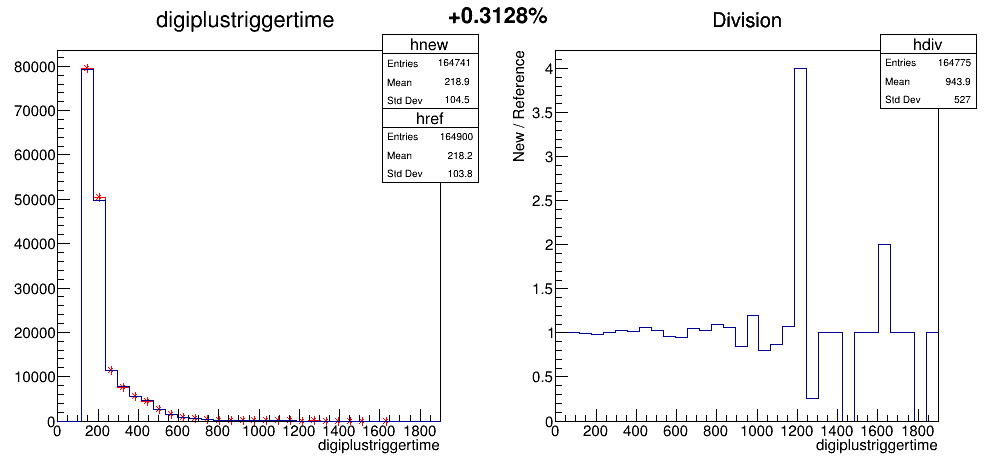 digiplustriggertime
+0.3128%
Division
hnew
Entries 164741
Mean 218.9
Std Dev 104.5
href
Entries 164900
Mean 218.2
Std Dev 103.8
80000
70000
60000
50000
40000
30000
20000
10000
0
0 200 400 600 800 1000 1200 1400 1600 1800
digiplustriggertime
hdiv
Entries 164775
Mean 943.9
Std Dev 527
New / Reference
4
3.5
3
2.5
2
1.5
1
0.5
0
0 200 400 600 800 1000 1200 1400 1600 1800
digiplustriggertime